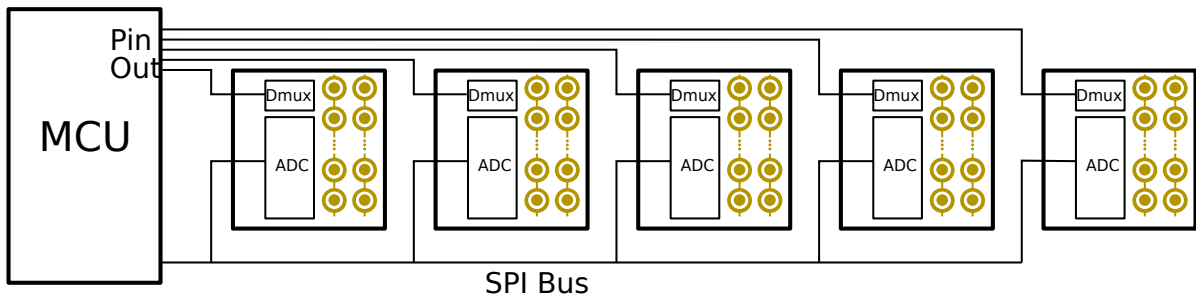 Pin
Out
MCU
Dmux
ADC
Dmux
ADC
Dmux
ADC
Dmux
ADC
Dmux
ADC
SPI Bus